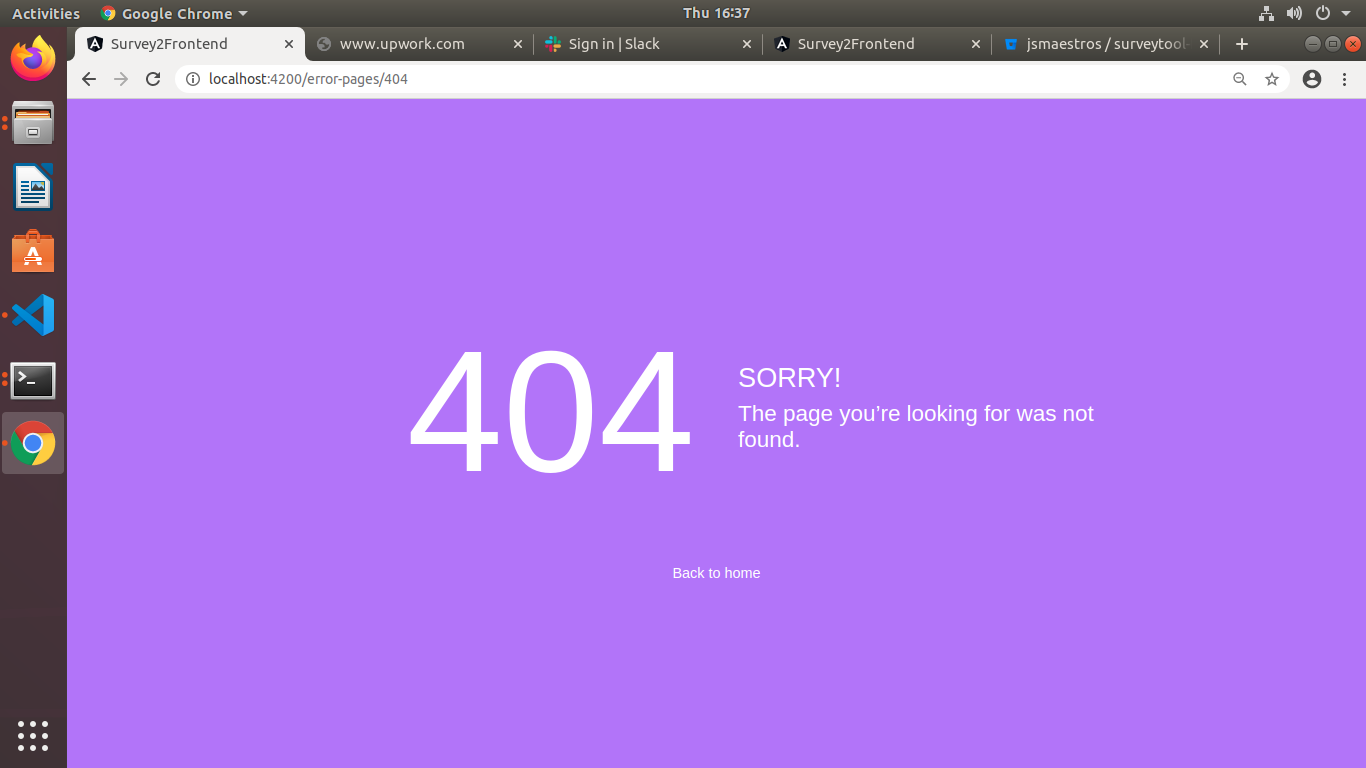 Activities
Google Chrome
Thu 16:37
Survey2Frontend
www.upwork.com
Sign in | Slack
Survey2Frontend
jsmaestros / surveytool-
localhost:4200/error-pages/404
404
SORRY!
The page you’re looking for was not
found.
Back to home